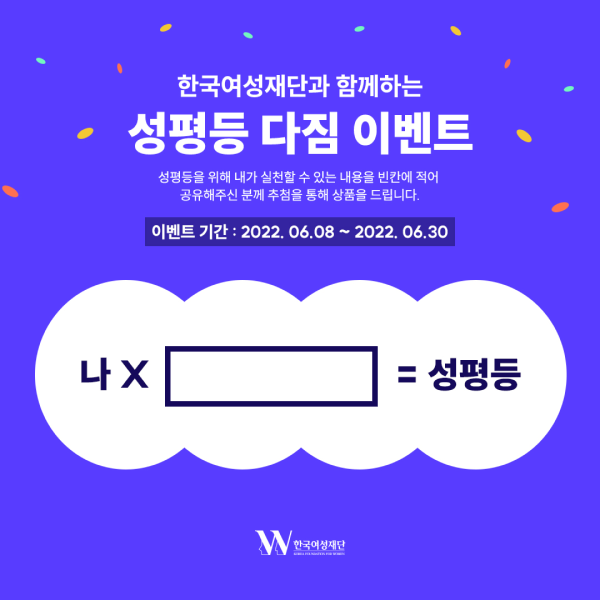 한국여성재단과 함께하는
성평등 다짐 이벤트
성평등을 위해 내가 실천할 수 있는 내용을 빈칸에 적어
공유해주신 분께 추첨을 통해 상품을 드립니다.
이벤트 기간 : 2022. 06.08 ~ 2022. 06.30
나 X = 성평등
한국여성재단
KOREA FOUNDATION FOR WOMEN